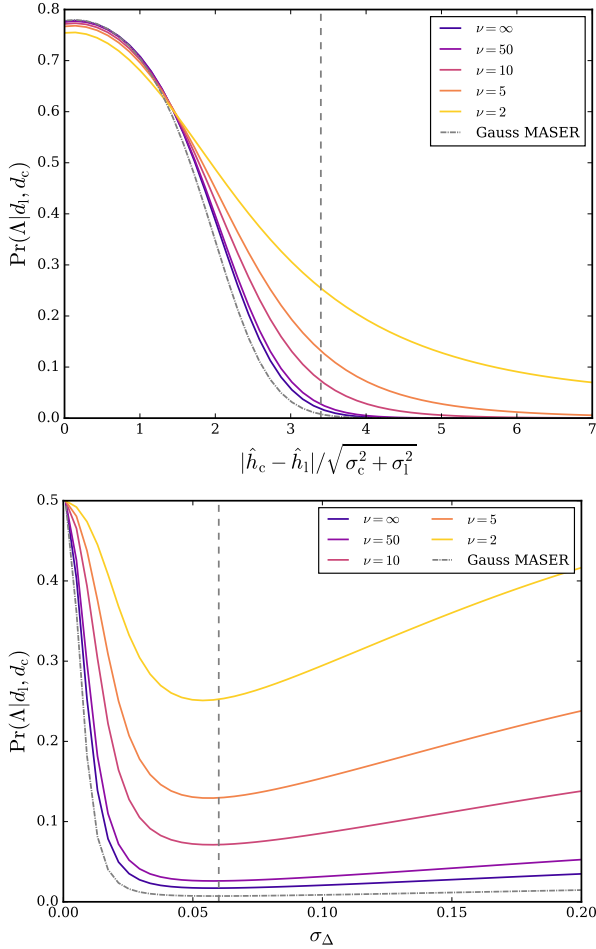 0.8
0.7
0.6
0.5
0.4
0.3
0.2
0.1
0.0
Pr(Λ|d_l, d_c)
ν = ∞
ν = 50
ν = 10
ν = 5
ν = 2
Gauss MASER
0 1 2 3 4 5 6 7
|ĥ_c − ĥ_l|/√(σ_c² + σ_l²)
0.5
0.4
0.3
0.2
0.1
0.0
Pr(Λ|d_l, d_c)
ν = ∞ ν = 5
ν = 50 ν = 2
ν = 10 Gauss MASER
0.00 0.05 0.10 0.15 0.20
σ_Δ